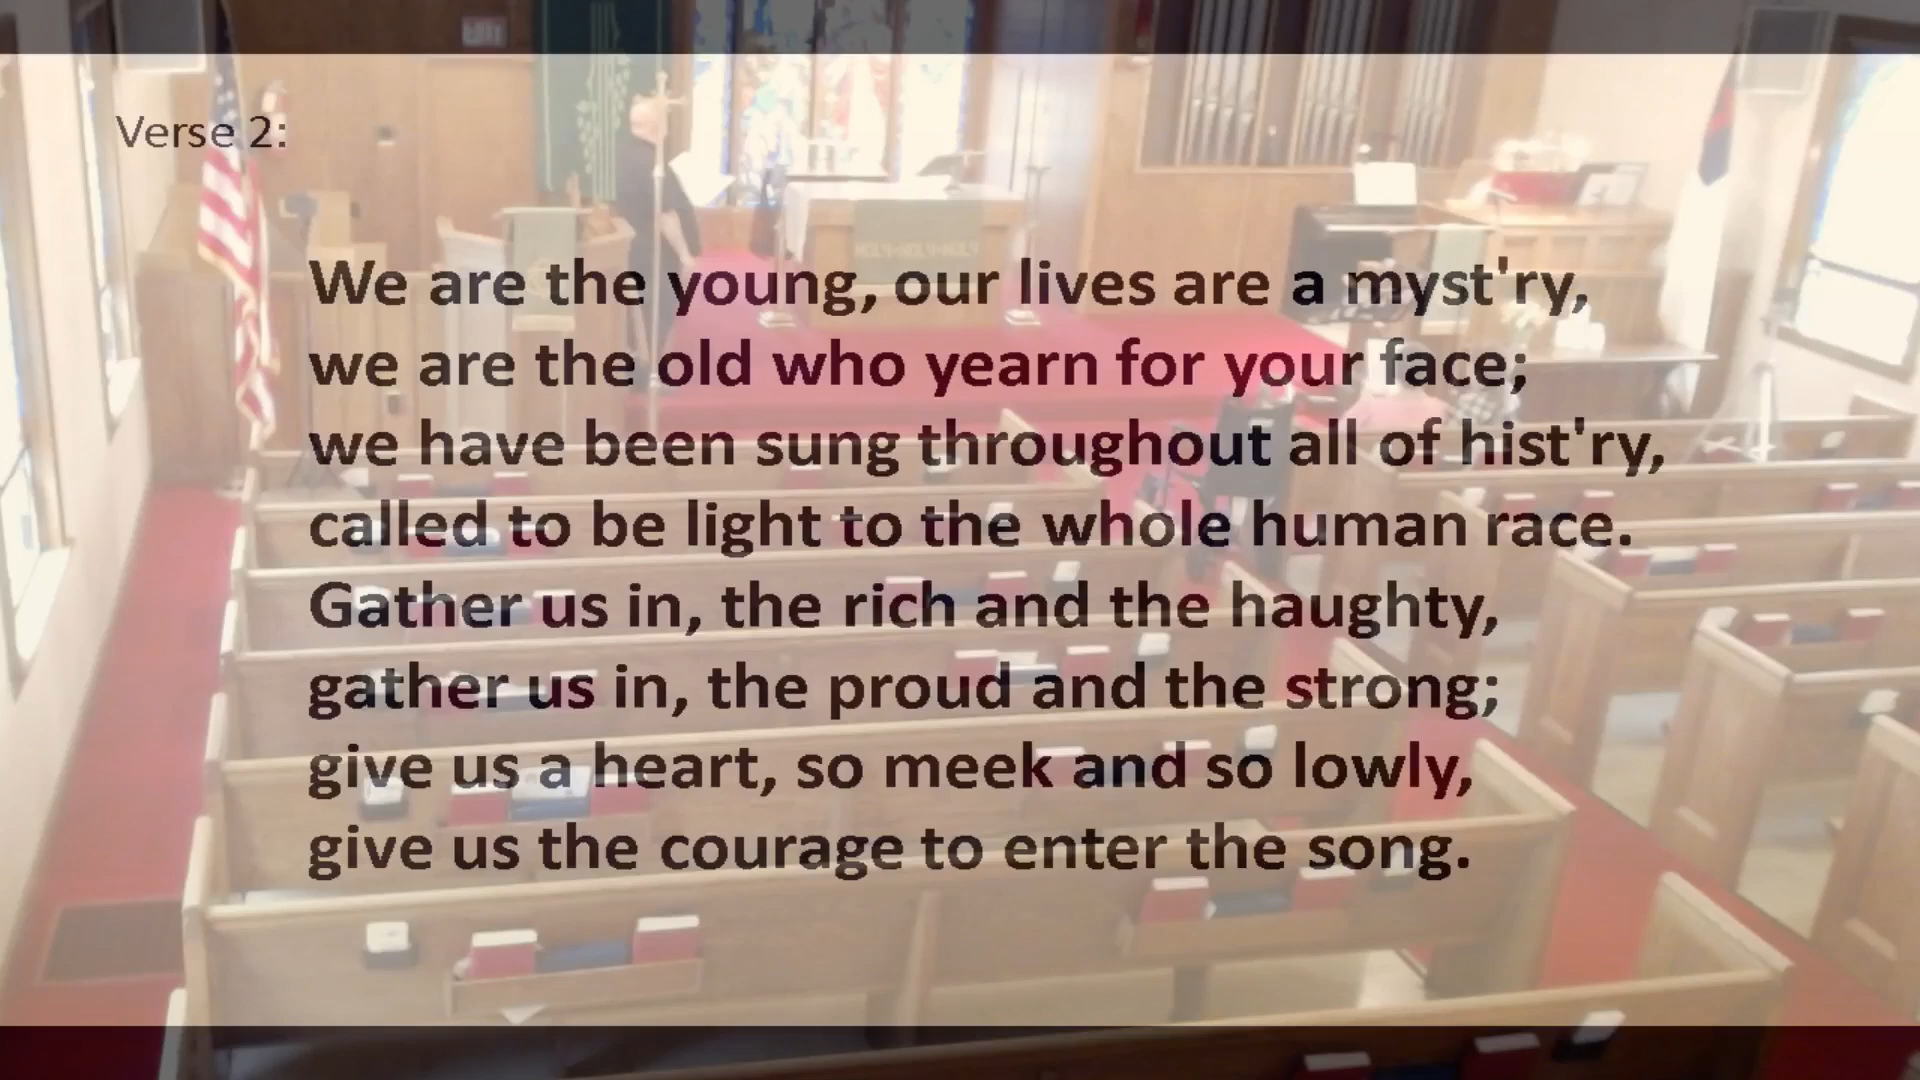 Verse 2:
HOLY·HOLY·HOLY
We are the young, our lives are a myst'ry,
we are the old who yearn for your face;
we have been sung throughout all of hist'ry,
called to be light to the whole human race.
Gather us in, the rich and the haughty,
gather us in, the proud and the strong;
give us a heart, so meek and so lowly,
give us the courage to enter the song.